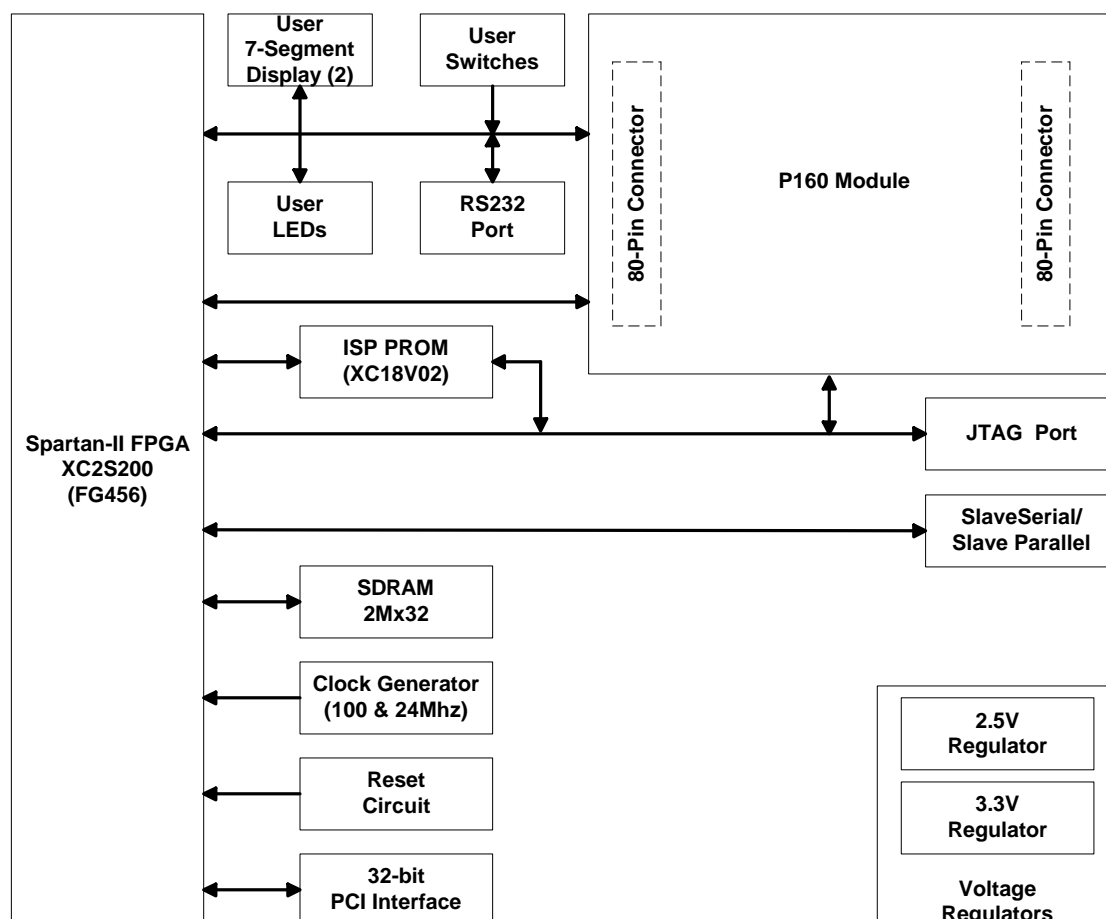 User
7-Segment
Display (2)
User
Switches
80-Pin Connector
P160 Module
80-Pin Connector
User
LEDs
RS232
Port
ISP PROM
(XC18V02)
Spartan-II FPGA
XC2S200
(FG456)
JTAG Port
SlaveSerial/
Slave Parallel
SDRAM
2Mx32
Clock Generator
(100 & 24Mhz)
2.5V
Regulator
Reset
Circuit
3.3V
Regulator
32-bit
PCI Interface
Voltage
Regulators